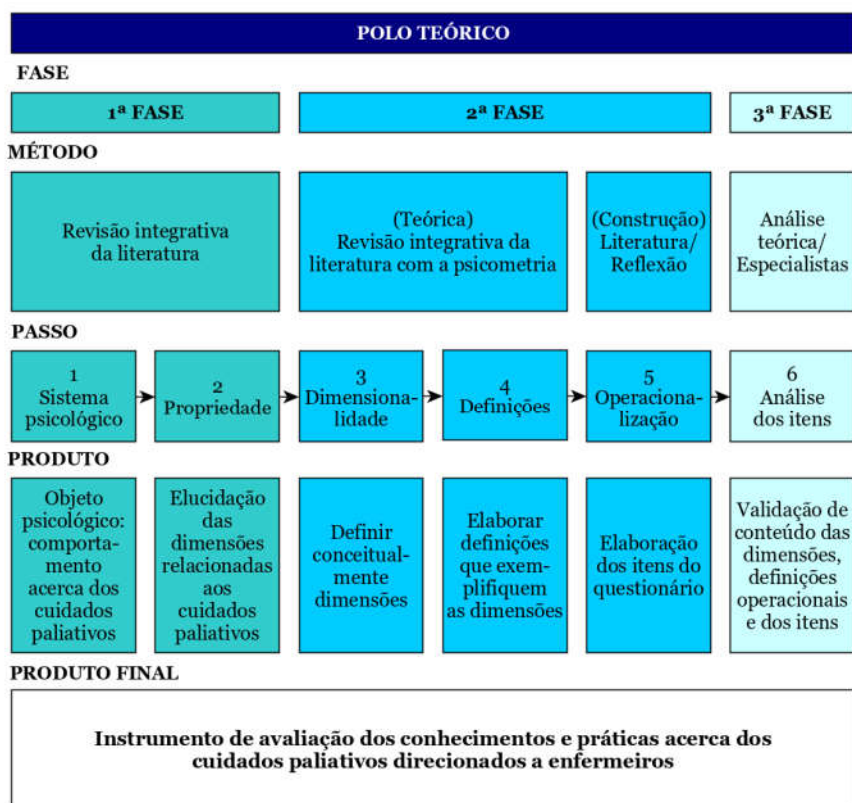 POLO TEÓRICO
FASE
1ª FASE
2ª FASE
3ª FASE
MÉTODO
Revisão integrativa
da literatura
(Teórica)
Revisão integrativa da
literatura com a psicometria
(Construção)
Literatura/
Reflexão
Análise
teórica/
Especialistas
PASSO
1
Sistema
psicológico
2
Propriedade
3
Dimensiona-
lidade
4
Definições
5
Operaciona-
lização
6
Análise
dos itens
PRODUTO
Objeto
psicológico:
comporta-
mento
acerca dos
cuidados
paliativos
Elucidação
das
dimensões
relacionadas
aos
cuidados
paliativos
Definir
conceitual-
mente
dimensões
Elaborar
definições
que exem-
plifiquem
as dimensões
Elaboração
dos itens do
questionário
Validação de
conteúdo das
dimensões,
definições
operacionais
e dos itens
PRODUTO FINAL
Instrumento de avaliação dos conhecimentos e práticas acerca dos
cuidados paliativos direcionados a enfermeiros